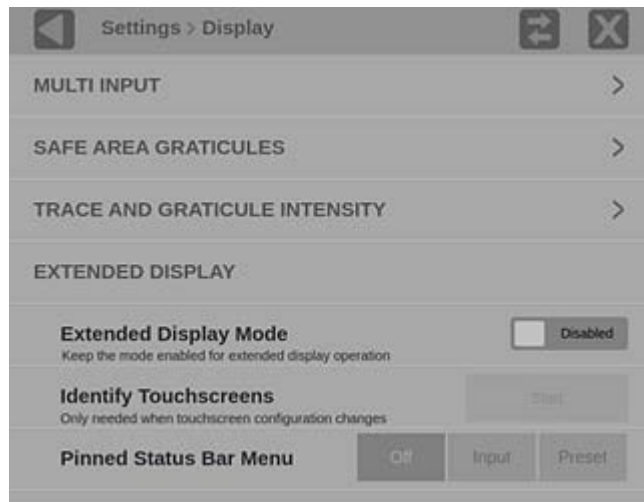 Settings > Display
MULTI INPUT
SAFE AREA GRATICULES
TRACE AND GRATICULE INTENSITY
EXTENDED DISPLAY
Extended Display Mode
Disabled
Keep the mode enabled for extended display operation
Identify Touchscreens
Start
Only needed when touchscreen configuration changes
Pinned Status Bar Menu
Off
Input
Preset